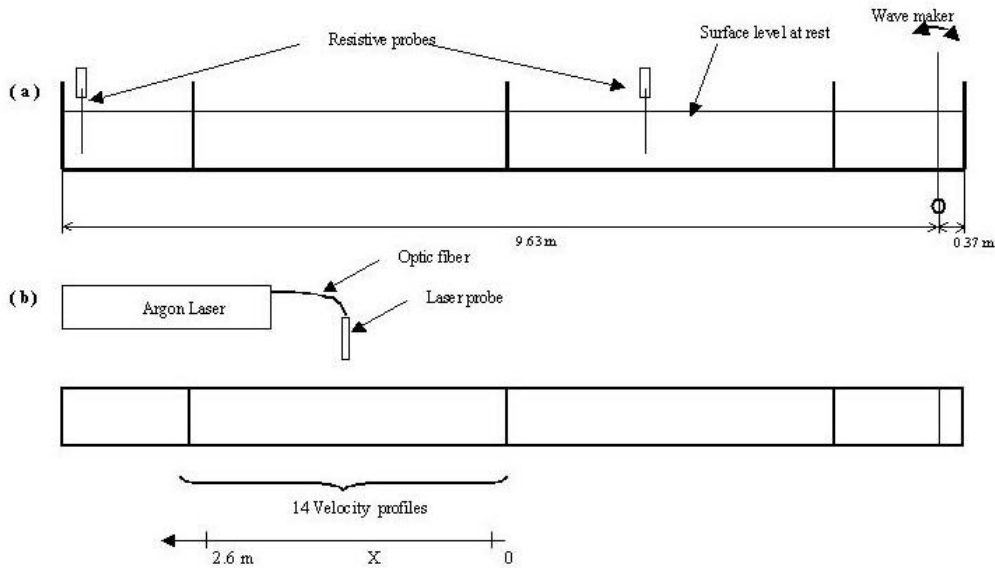 Wave maker
Surface level at rest
Resistive probes
( a )
9.63 m
0.37 m
Optic fiber
( b )
Argon Laser
Laser probe
14 Velocity profiles
2.6 m
X
0